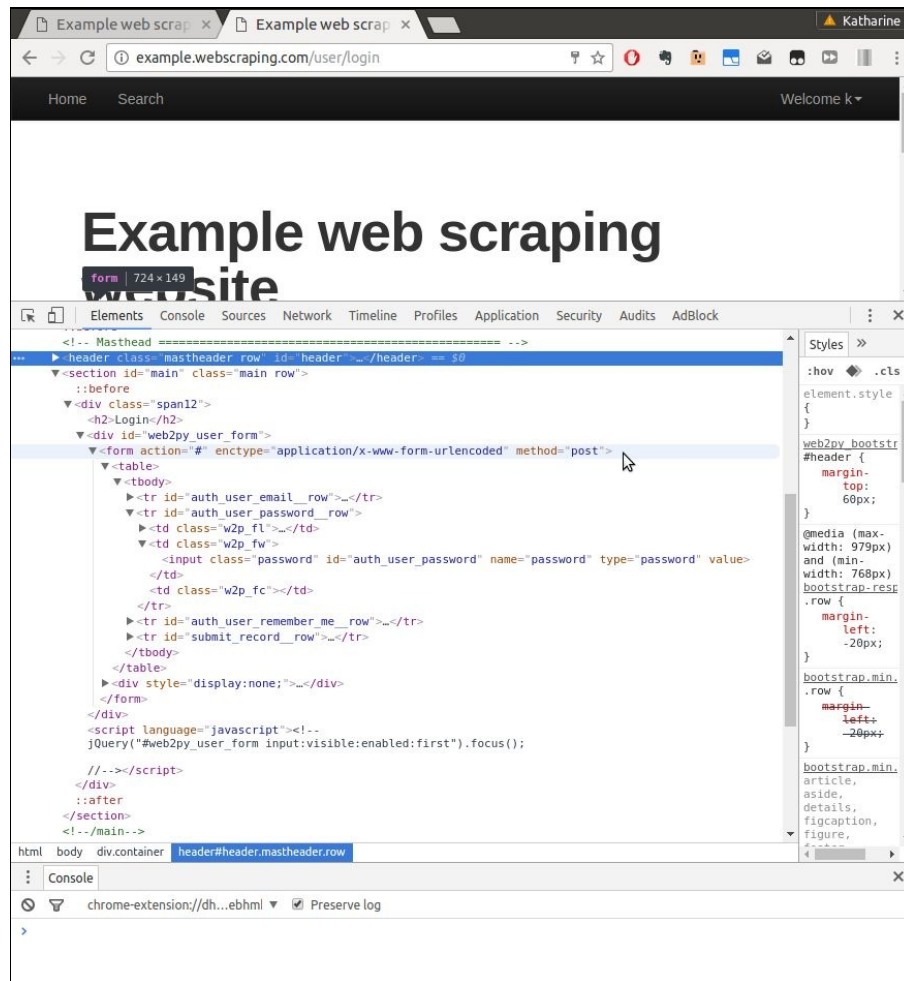 Example web scrap ×
Example web scrap ×
Katharine
example.webscraping.com/user/login
Home Search Welcome k
Example web scraping
website
form | 724×149
Elements Console Sources Network Timeline Profiles Application Security Audits AdBlock
<!-- Masthead ================================================== -->
<header class="mastheader row" id="header">…</header> == $0
<section id="main" class="main row">
::before
<div class="span12">
<h2>Login</h2>
<div id="web2py_user_form">
<form action="#" enctype="application/x-www-form-urlencoded" method="post">
<table>
<tbody>
<tr id="auth_user_email__row">…</tr>
<tr id="auth_user_password__row">
<td class="w2p_fl">…</td>
<td class="w2p_fw">
<input class="password" id="auth_user_password" name="password" type="password" value>
</td>
<td class="w2p_fc"></td>
</tr>
<tr id="auth_user_remember_me__row">…</tr>
<tr id="submit_record__row">…</tr>
</tbody>
</table>
<div style="display:none;">…</div>
</form>
</div>
<script language="javascript"><!--
jQuery("#web2py_user_form input:visible:enabled:first").focus();
//--></script>
</div>
::after
</section>
<!--/main-->
html body div.container header#header.mastheader.row
Styles »
:hov .cls
element.style
{
}
web2py_bootstr
#header {
margin-
top:
60px;
}
@media (max-
width: 979px)
and (min-
width: 768px)
bootstrap-resp
.row {
margin-
left:
-20px;
}
bootstrap.min.
.row {
margin-
left:
-20px;
}
bootstrap.min.
article,
aside,
details,
figcaption,
figure,
Console
chrome-extension://dh…ebhml ▼ Preserve log
>